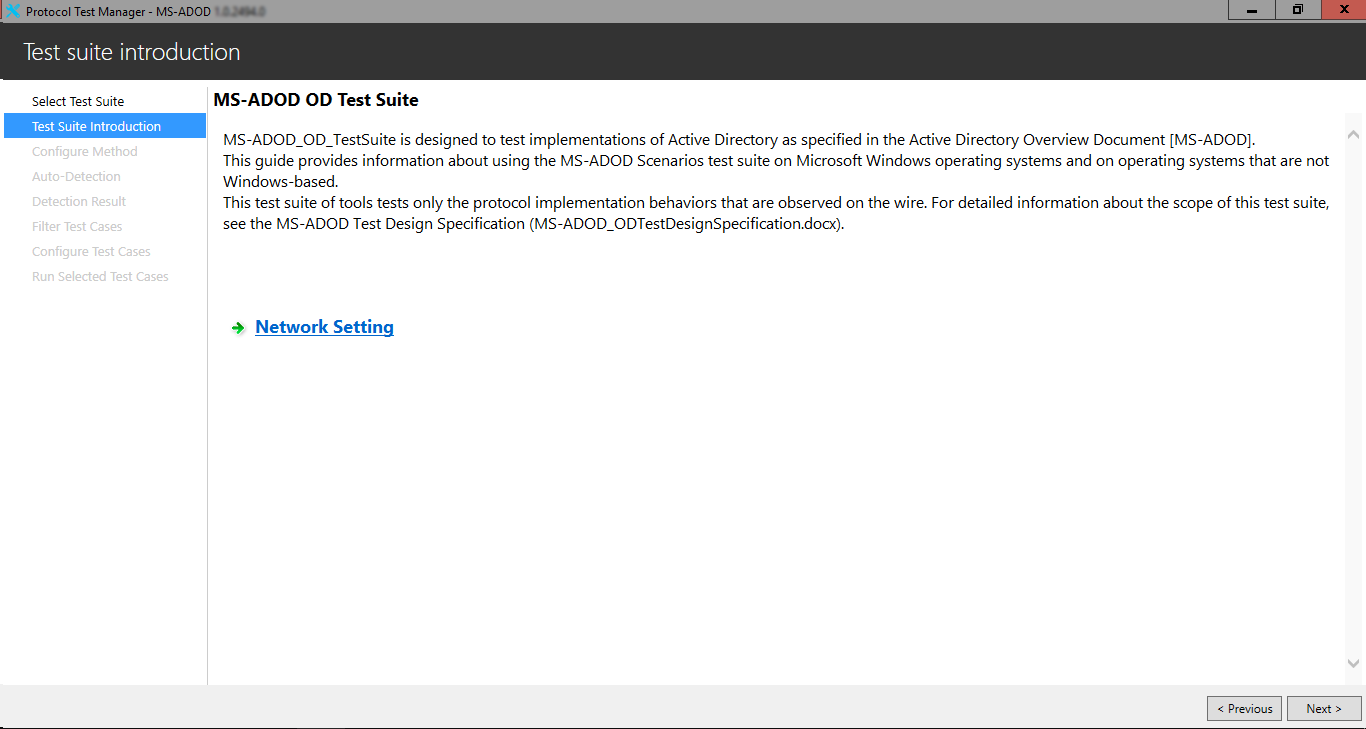 Protocol Test Manager - MS-ADOD
Test suite introduction
Select Test Suite
Test Suite Introduction
Configure Method
Auto-Detection
Detection Result
Filter Test Cases
Configure Test Cases
Run Selected Test Cases
MS-ADOD OD Test Suite
MS-ADOD_OD_TestSuite is designed to test implementations of Active Directory as specified in the Active Directory Overview Document [MS-ADOD].
This guide provides information about using the MS-ADOD Scenarios test suite on Microsoft Windows operating systems and on operating systems that are not
Windows-based.
This test suite of tools tests only the protocol implementation behaviors that are observed on the wire. For detailed information about the scope of this test suite,
see the MS-ADOD Test Design Specification (MS-ADOD_ODTestDesignSpecification.docx).
Network Setting
< Previous
Next >